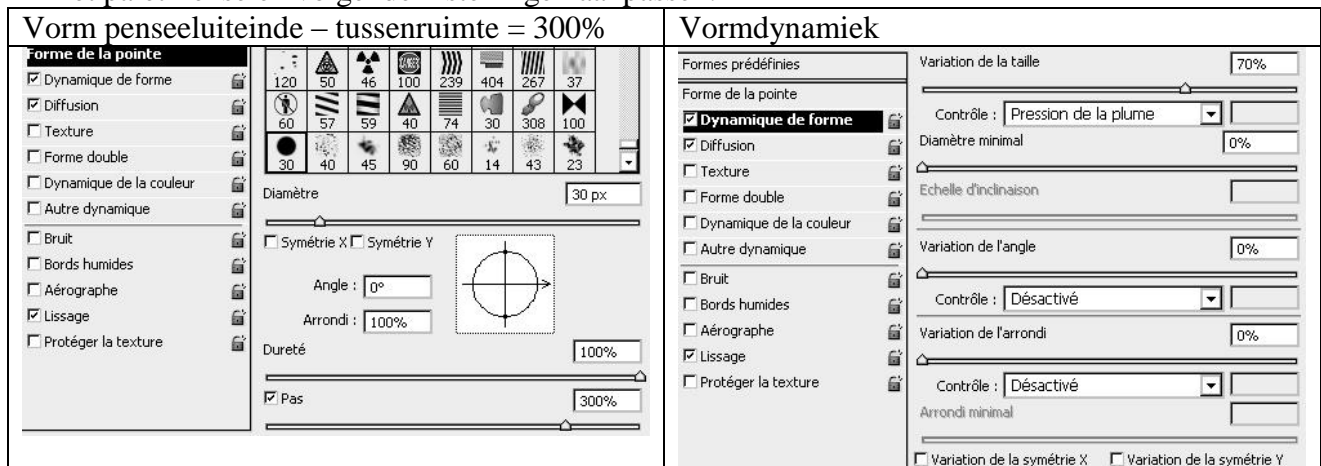 Vorm penseeluiteinde – tussenruimte = 300%
Forme de la pointe
Dynamique de forme
Diffusion
Texture
Forme double
Dynamique de la couleur
Autre dynamique
Bruit
Bords humides
Aérographe
Lissage
Protéger la texture
120 50 46 100 239 404 267 37
60 57 59 40 74 30 308 100
30 40 45 90 60 14 43 23
Diamètre 30 px
Symétrie X Symétrie Y
Angle : 0°
Arrondi : 100%
Dureté 100%
Pas 300%
Vormdynamiek
Formes prédéfinies
Forme de la pointe
Dynamique de forme
Diffusion
Texture
Forme double
Dynamique de la couleur
Autre dynamique
Bruit
Bords humides
Aérographe
Lissage
Protéger la texture
Variation de la taille 70%
Contrôle : Pression de la plume
Diamètre minimal 0%
Echelle d'inclinaison
Variation de l'angle 0%
Contrôle : Désactivé
Variation de l'arrondi 0%
Contrôle : Désactivé
Arrondi minimal
Variation de la symétrie X Variation de la symétrie Y